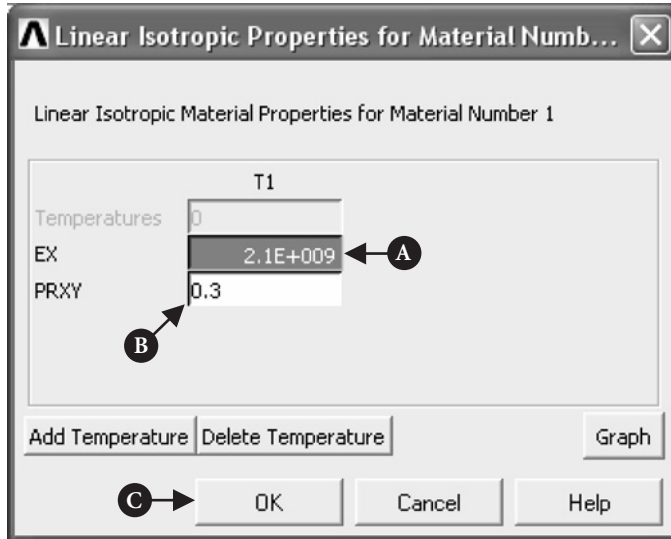 Linear Isotropic Properties for Material Numb...
Linear Isotropic Material Properties for Material Number 1
T1
Temperatures 0
EX 2.1E+009 A
PRXY 0.3
B
Add Temperature Delete Temperature Graph
C OK Cancel Help